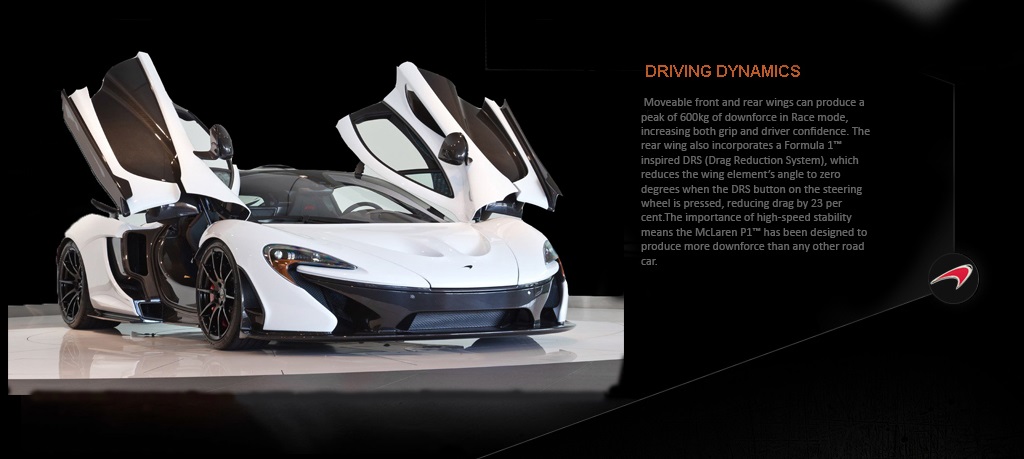 DRIVING DYNAMICS
Moveable front and rear wings can produce a
peak of 600kg of downforce in Race mode,
increasing both grip and driver confidence. The
rear wing also incorporates a Formula 1™
inspired DRS (Drag Reduction System), which
reduces the wing element's angle to zero
degrees when the DRS button on the steering
wheel is pressed, reducing drag by 23 per
cent.The importance of high-speed stability
means the McLaren P1™ has been designed to
produce more downforce than any other road
car.